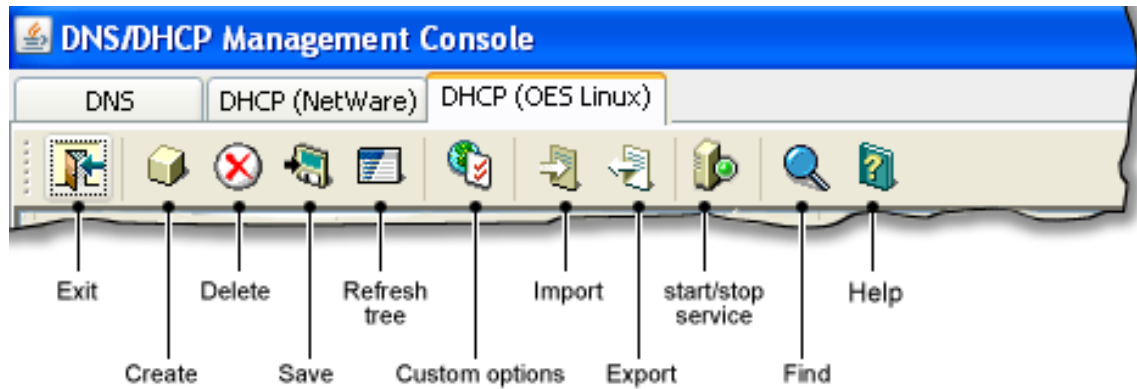 DNS/DHCP Management Console
DNS
DHCP (NetWare)
DHCP (OES Linux)
Exit
Delete
Refresh
tree
Import
start/stop
service
Help
Create
Save
Custom options
Export
Find